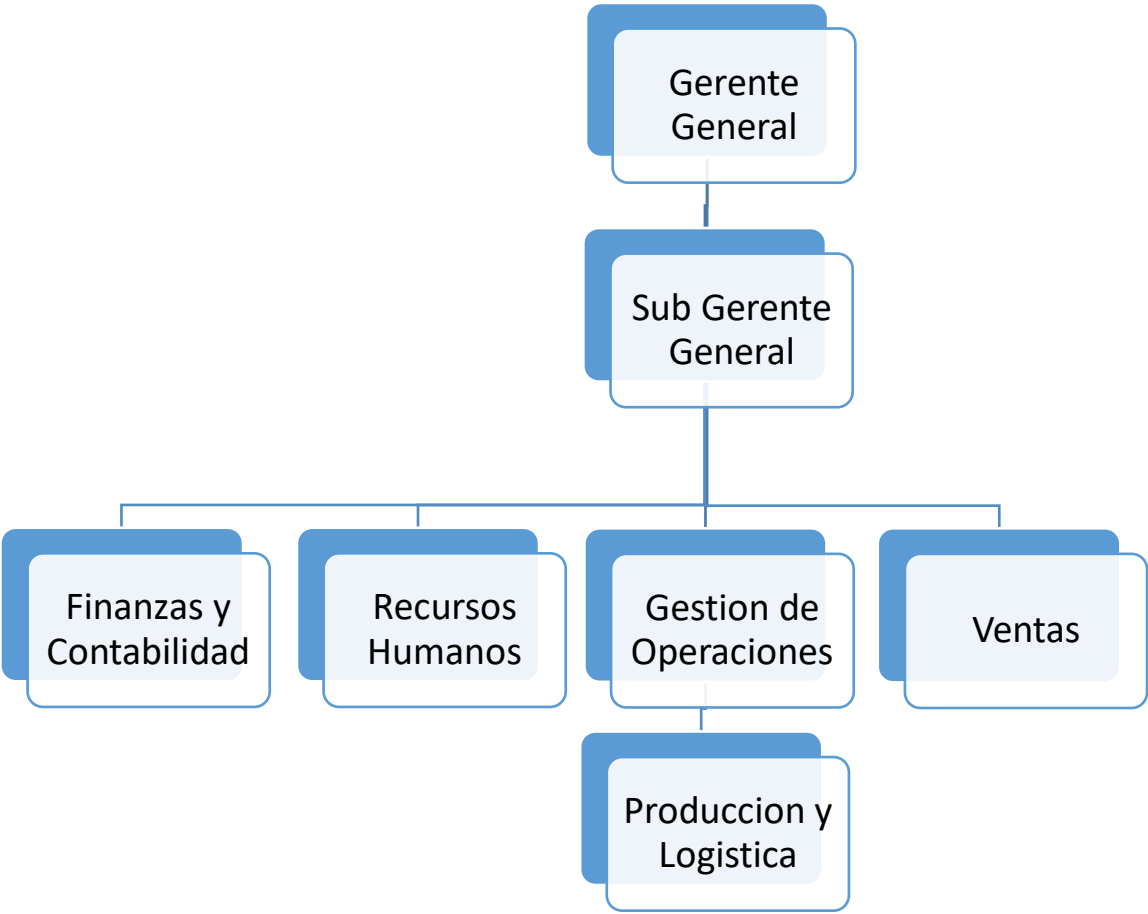 Gerente
General
Sub Gerente
General
Finanzas y
Contabilidad
Recursos
Humanos
Gestion de
Operaciones
Ventas
Produccion y
Logistica